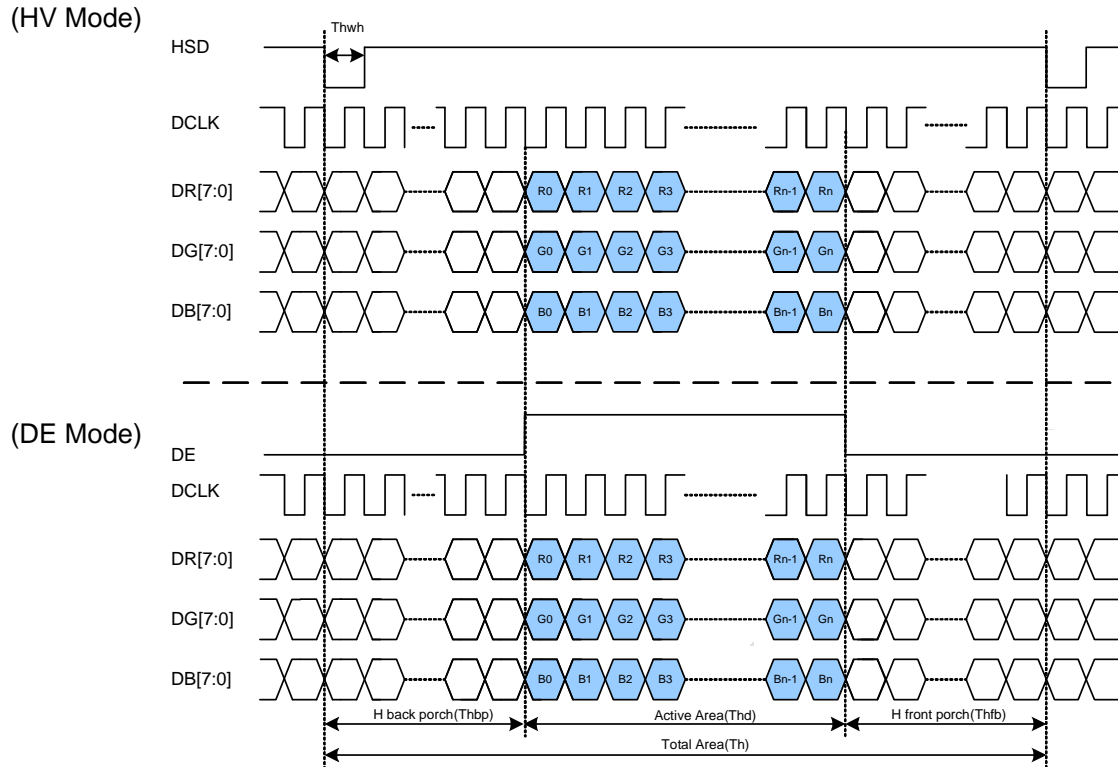 (HV Mode)
Thwh
HSD
DCLK
DR[7:0] R0 R1 R2 R3 Rn-1 Rn
DG[7:0] G0 G1 G2 G3 Gn-1 Gn
DB[7:0] B0 B1 B2 B3 Bn-1 Bn
(DE Mode)
DE
DCLK
DR[7:0] R0 R1 R2 R3 Rn-1 Rn
DG[7:0] G0 G1 G2 G3 Gn-1 Gn
DB[7:0] B0 B1 B2 B3 Bn-1 Bn
H back porch(Thbp) Active Area(Thd) H front porch(Thfb)
Total Area(Th)